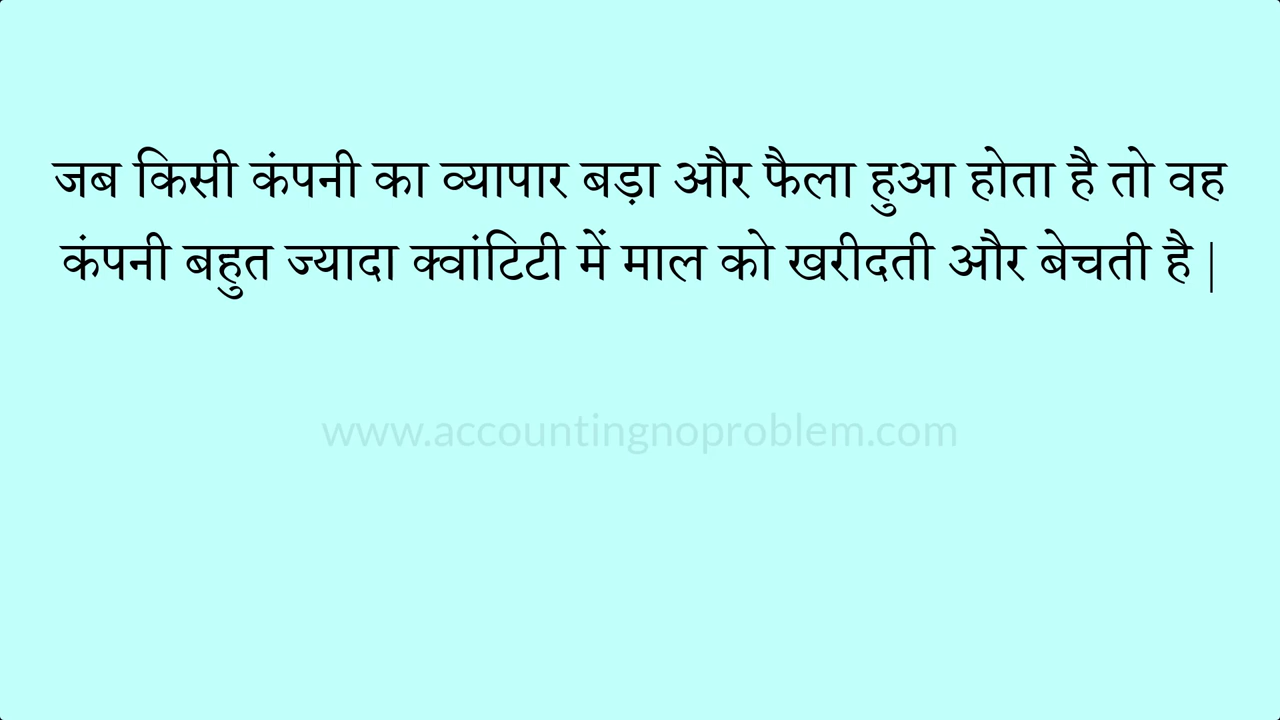 जब किसी कंपनी का व्यापार बड़ा और फैला हुआ होता है तो वह
कंपनी बहुत ज्यादा क्वांटिटी में माल को खरीदती और बेचती है |
www.accountingnoproblem.com